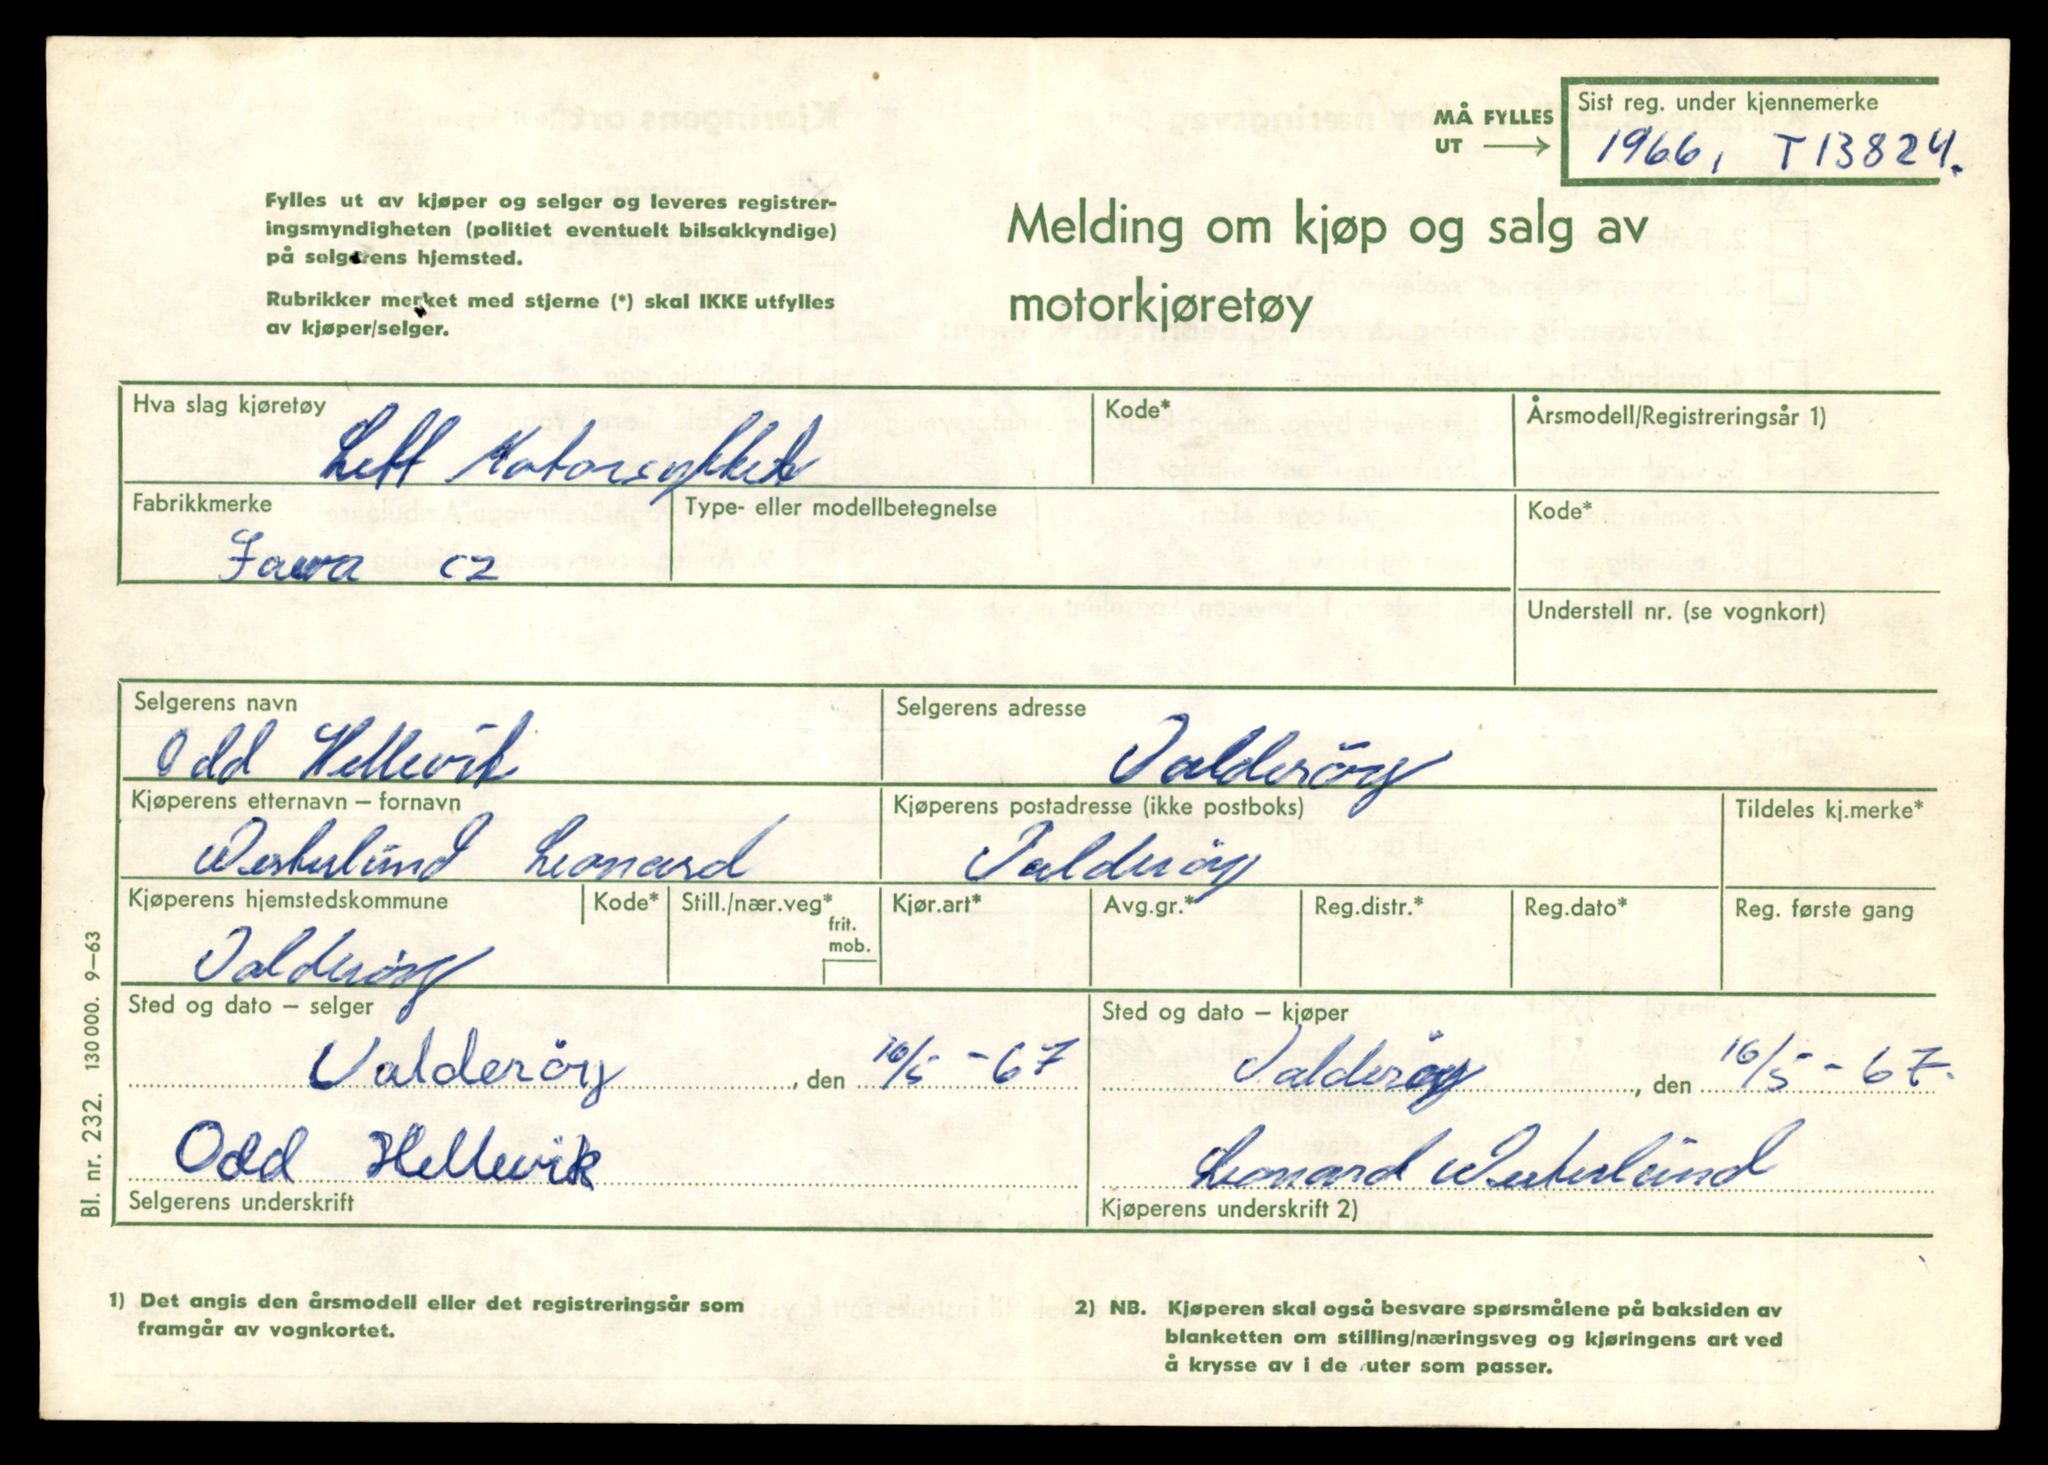 Sist reg. under kjennemerke
MÅ FYLLES
UT
1966, T 13824.
Fylles ut av kjøper og selger og leveres registrer-
ingsmyndigheten (politiet eventuelt bilsakkyndige)
på selgerens hjemsted.
Rubrikker merket med stjerne (*) skal IKKE utfylles
av kjøper/selger.
Melding om kjøp og salg av
motorkjøretøy
Hva slag kjøretøy
Kode*
Årsmodell/Registreringsår 1)
Lett Motorsykkel
Fabrikkmerke
Type- eller modellbetegnelse
Kode*
Jawa cz
Understell nr. (se vognkort)
Selgerens navn
Selgerens adresse
Odd Hellevik
Valderöy
Kjøperens etternavn – fornavn
Kjøperens postadresse (ikke postboks)
Tildeles kj.merke*
Westerlund Leonard
Valderöy
Kjøperens hjemstedskommune
Kode*
Still./nær.veg*
frit.
mob.
Kjør.art*
Avg.gr.*
Reg.distr.*
Reg.dato*
Reg. første gang
Valderöy
Sted og dato – selger
Sted og dato – kjøper
Valderöy, den 16/5 - 67
Valderöy, den 16/5 - 67.
Odd Hellevik
Leonard Westerlund
Selgerens underskrift
Kjøperens underskrift 2)
Bl. nr. 232. 130 000. 9–63
1) Det angis den årsmodell eller det registreringsår som
framgår av vognkortet.
2) NB. Kjøperen skal også besvare spørsmålene på baksiden av
blanketten om stilling/næringsveg og kjøringens art ved
å krysse av i de ruter som passer.